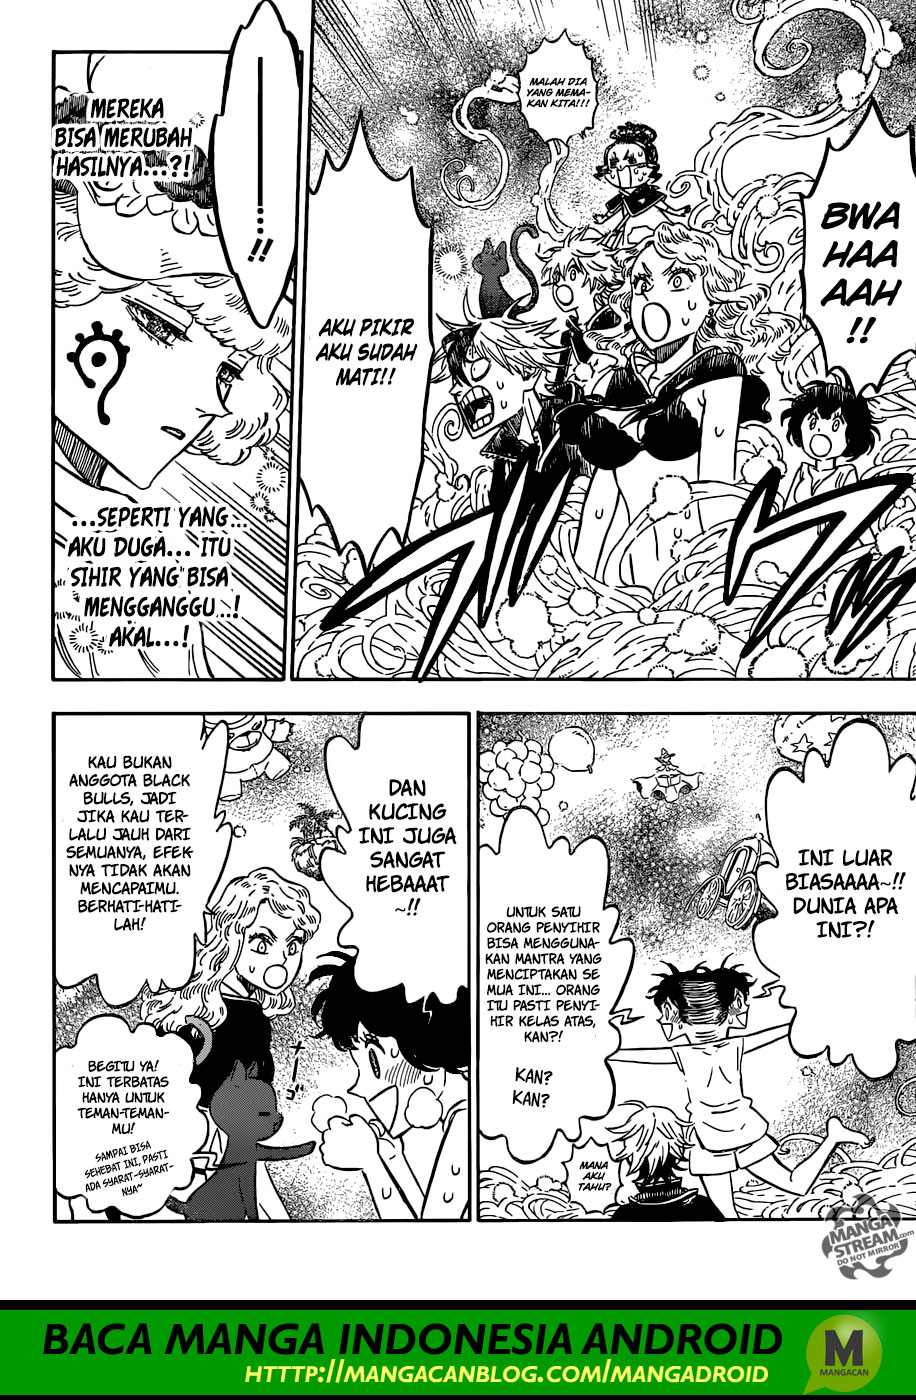 BWA
HAA
AAH
!!
MALAH DIA
YANG MEMA-
KAN KITA!!!
AKU PIKIR
AKU SUDAH
MATI!!
...!!
MEREKA
BISA MERUBAH
HASILNYA...?!
...SEPERTI YANG
AKU DUGA... ITU
SIHIR YANG BISA
MENGGANGGU...!
AKAL...!
INI LUAR
BIASAAAA~!!
DUNIA APA
INI?!
UNTUK SATU
ORANG PENYIHIR
BISA MENGGUNA-
KAN MANTRA YANG
MENCIPTAKAN SE
MUA INI... ORANG
ITU PASTI PENYI-
HIR KELAS ATAS,
KAN?!
KAN?
KAN?
MANA
AKU
TAHU?
DAN
KUCING
INI JUGA
SANGAT
HEBAAAT
~!!
KAU BUKAN
ANGGOTA BLACK
BULLS, JADI
JIKA KAU TER-
LALU JAUH DARI
SEMUANYA, EFEK-
NYA TIDAK AKAN
MENCAPAIMU.
BERHATI-HATI-
LAH!
BEGITU YA!
INI TERBATAS
HANYA UNTUK
TEMAN-TEMAN-
MU!
SAMPAI BISA
SEHEBAT INI, PASTI
ADA SYARAT-SYARAT-
NYA~
MANGA
STREAM.com
DO NOT MIRROR
BACA MANGA INDONESIA ANDROID
HTTTP://MANGACANBLOG.COM/MANGADROID
M
MANGACAN